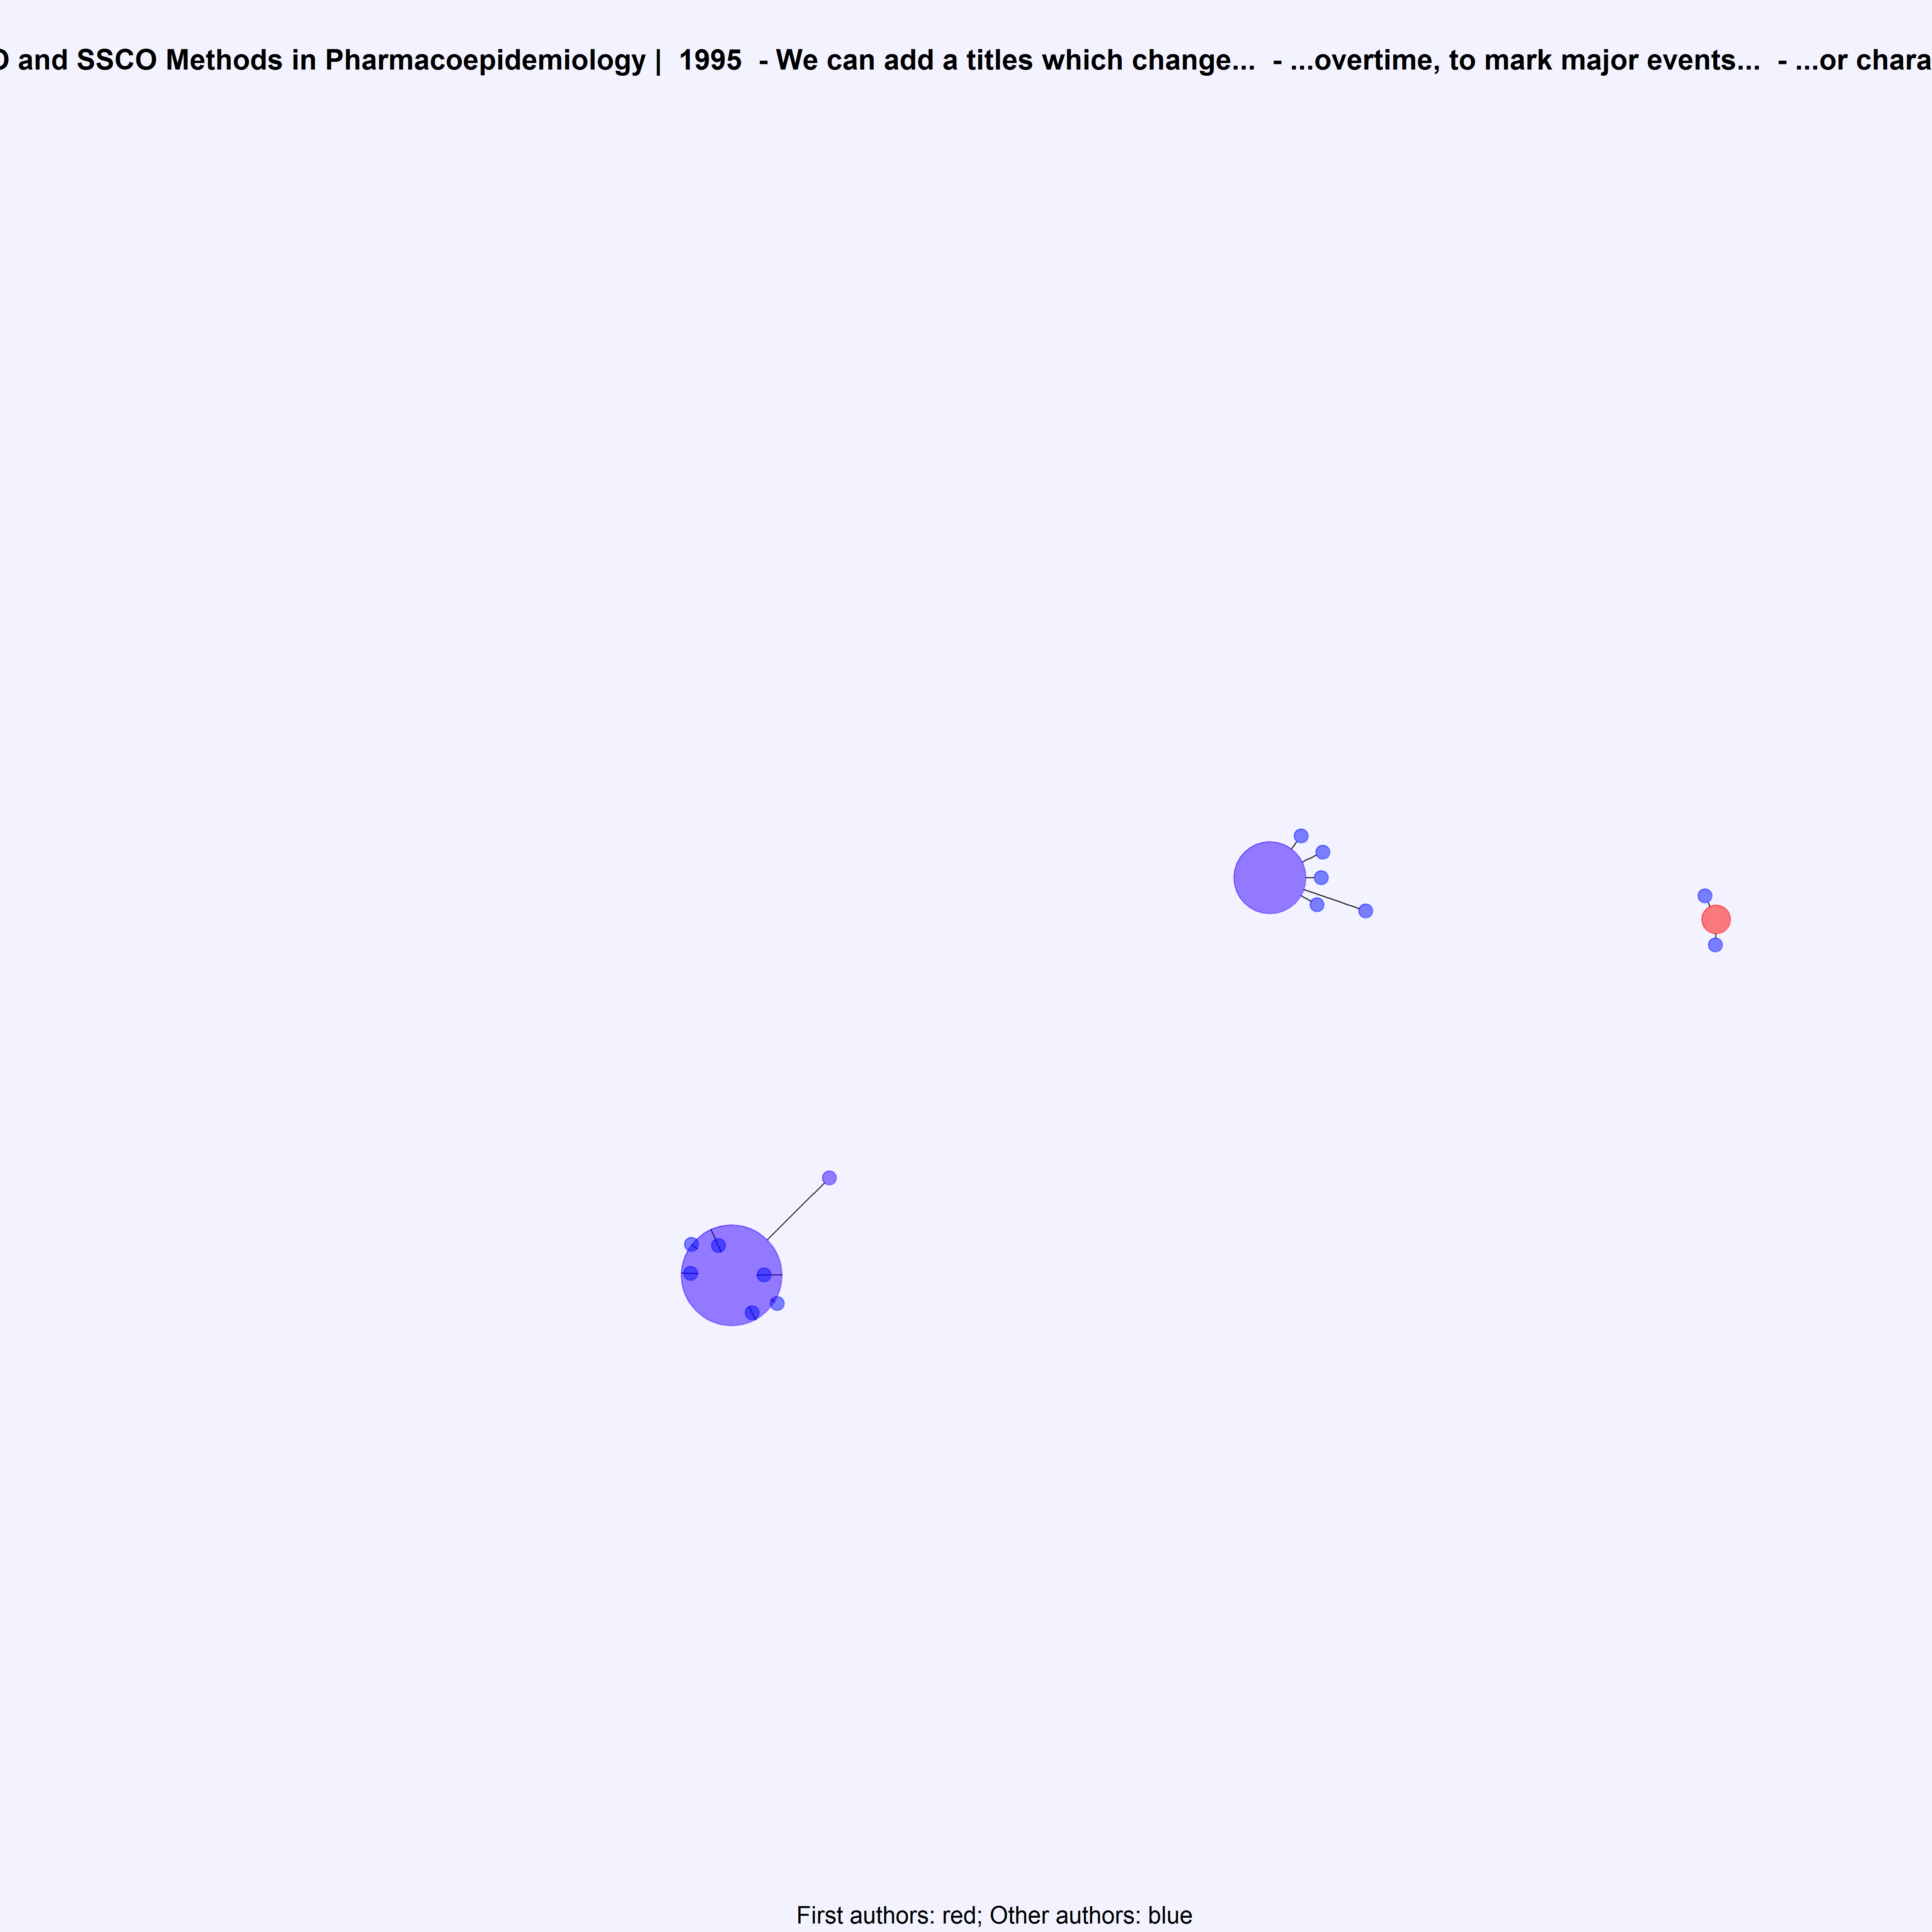 and SSCO Methods in Pharmacoepidemiology | 1995 - We can add a titles which change... - ...overtime, to mark major events... - ...or
First authors: red; Other authors: blue